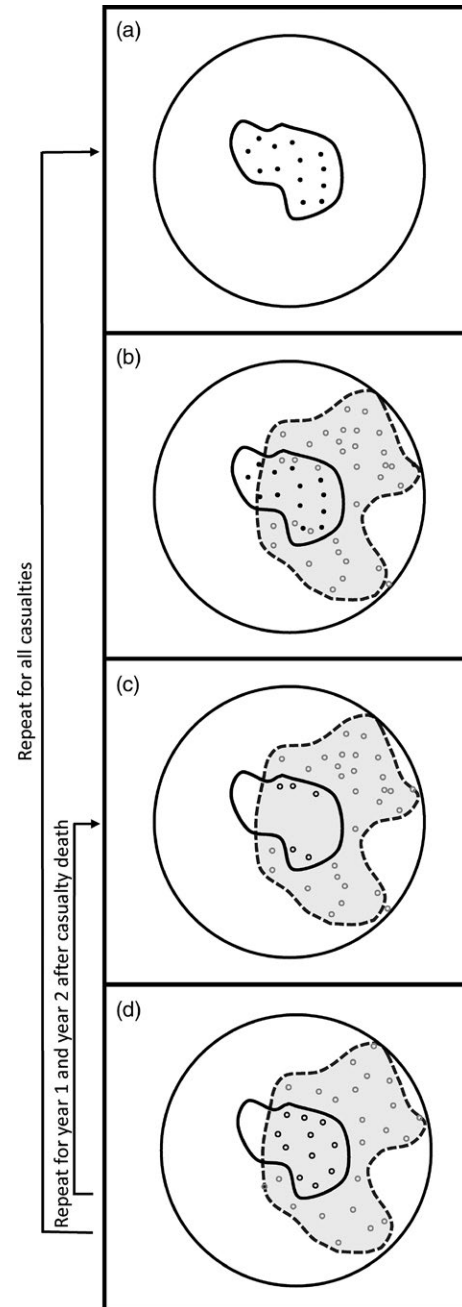 (a)
(b)
(c)
(d)
Repeat for all casualties
Repeat for year 1 and year 2 after casualty death